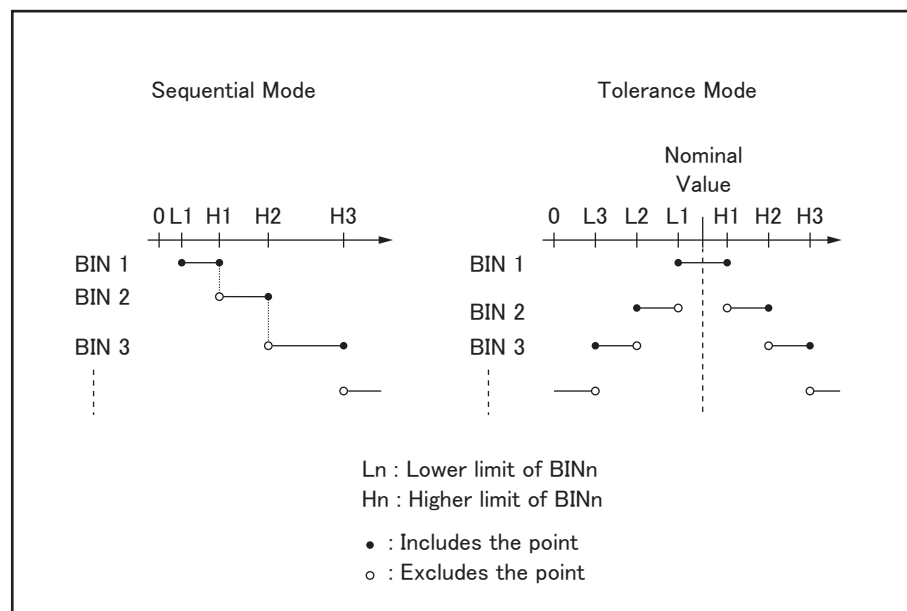 Sequential Mode
Tolerance Mode
Nominal
Value
0 L1 H1 H2 H3
0 L3 L2 L1 H1 H2 H3
BIN 1
BIN 2
BIN 3
BIN 1
BIN 2
BIN 3
Ln : Lower limit of BINn
Hn : Higher limit of BINn
● : Includes the point
○ : Excludes the point